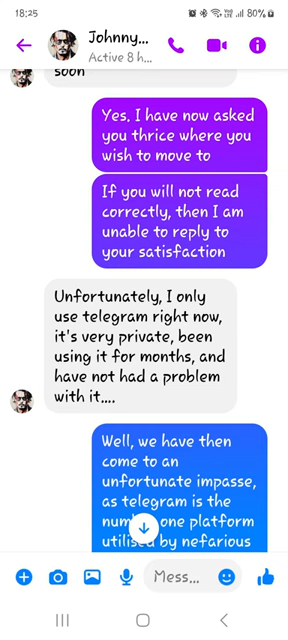 18:25
80%
Johnny...
Active 8 h...
soon
Yes. I have now asked
you thrice where you
wish to move to
If you will not read
correctly, then I am
unable to reply to
your satisfaction
Unfortunately, I only
use telegram right now,
it's very private, been
using it for months, and
have not had a problem
with it....
Well, we have then
come to an
unfortunate impasse,
as telegram is the
one platform
by nefarious
Mess...